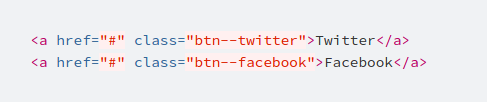 <a href="#" class="btn--twitter">Twitter</a>
<a href="#" class="btn--facebook">Facebook</a>